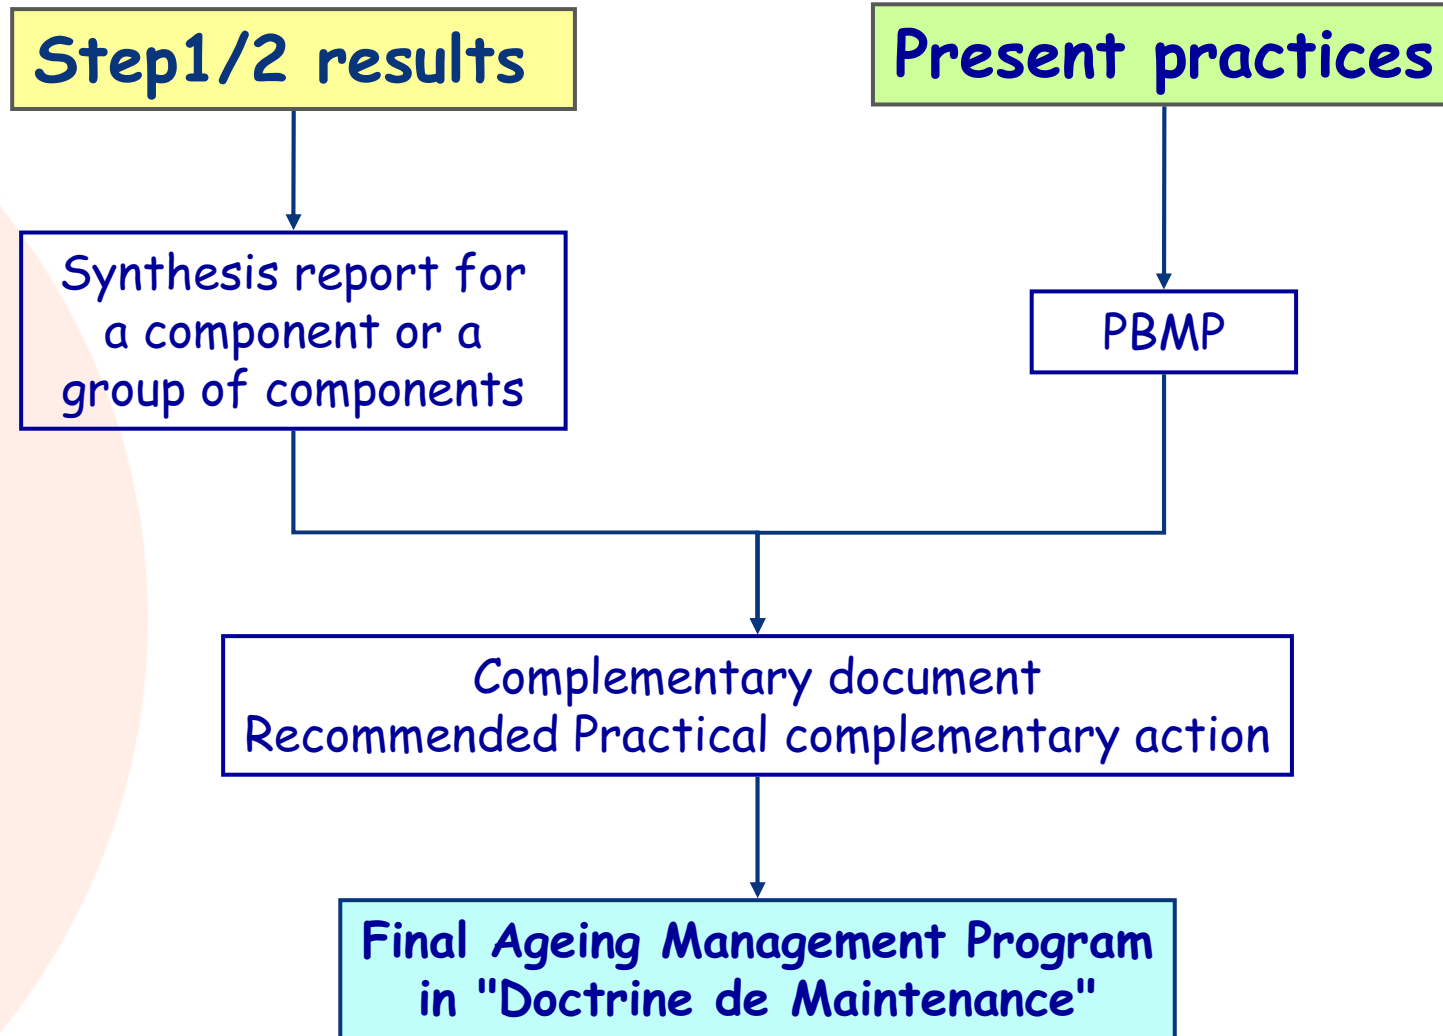 Step1/2 results
Present practices
Synthesis report for
a component or a
group of components
PBMP
Complementary document
Recommended Practical complementary action
Final Ageing Management Program
in "Doctrine de Maintenance"